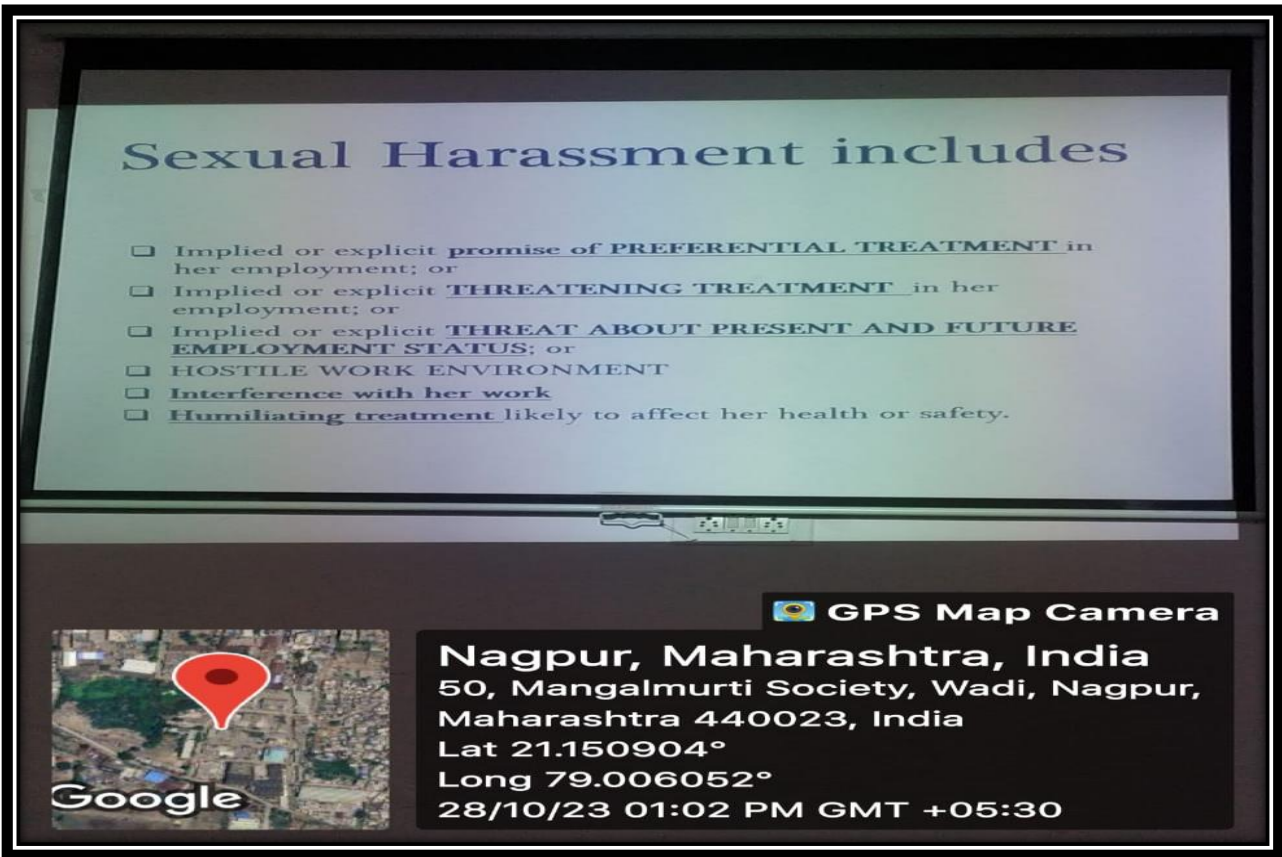 Sexual Harassment includes
❑ Implied or explicit promise of PREFERENTIAL TREATMENT in
her employment; or
❑ Implied or explicit THREATENING TREATMENT in her
employment; or
❑ Implied or explicit THREAT ABOUT PRESENT AND FUTURE
EMPLOYMENT STATUS; or
❑ HOSTILE WORK ENVIRONMENT
❑ Interference with her work
❑ Humiliating treatment likely to affect her health or safety.
GPS Map Camera
Nagpur, Maharashtra, India
50, Mangalmurti Society, Wadi, Nagpur,
Maharashtra 440023, India
Lat 21.150904°
Long 79.006052°
28/10/23 01:02 PM GMT +05:30
Google